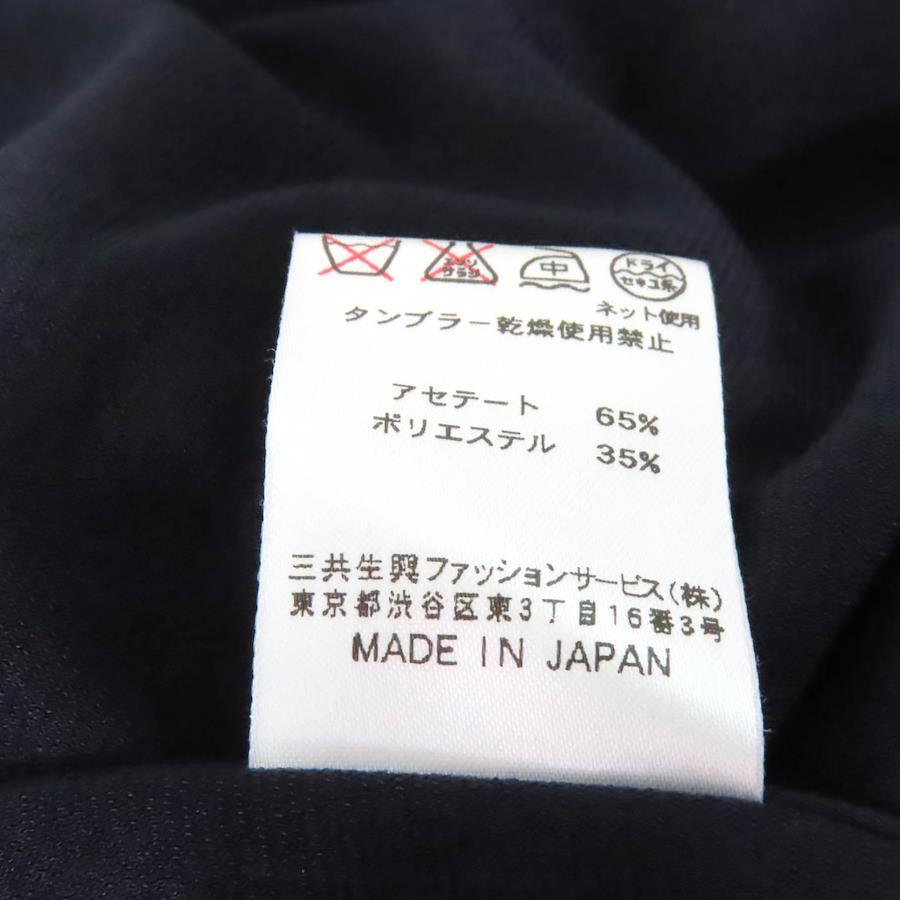 エンソ
サラシ
中
ドライ
セキユ系
ネット使用
タンブラー乾燥使用禁止
アセテート 65%
ポリエステル 35%
三共生興ファッションサービス(株)
東京都渋谷区東3丁目16番3号
MADE IN JAPAN